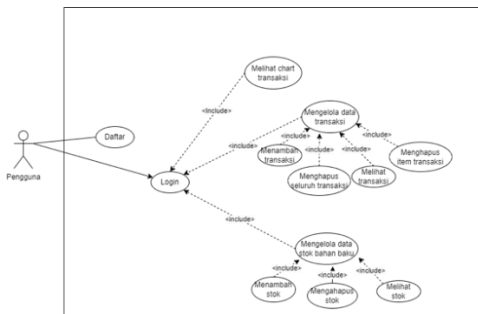 Melihat chart
transaksi
<include>
Mengelola data
transaksi
Daftar
<include>
<include>
<include>
<include>
<include>
Menambah
transaksi
Menghapus
item transaksi
Pengguna
Login
Menghapus
seluruh transaksi
Melihat
transaksi
<include>
Mengelola data
stok bahan baku
<include>
<include>
<include>
Menambah
stok
Mengahapus
stok
Melihat
stok